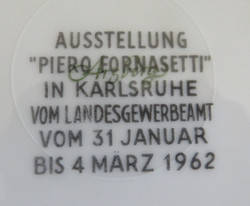 AUSSTELLUNG
"PIERO FORNASETTI"
IN KARLSRUHE
VOM LANDESGEWERBEAMT
VOM 31 JANUAR
BIS 4 MÄRZ 1962